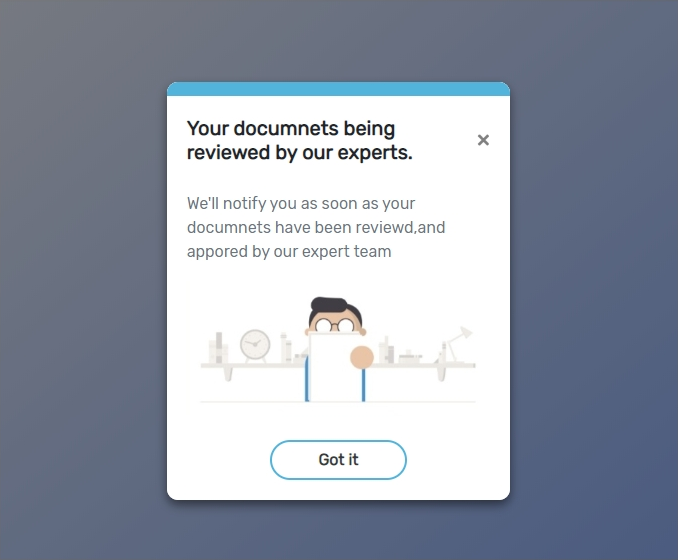 Your documnets being
reviewed by our experts.
×
We'll notify you as soon as your
documnets have been reviewd,and
appored by our expert team
Got it